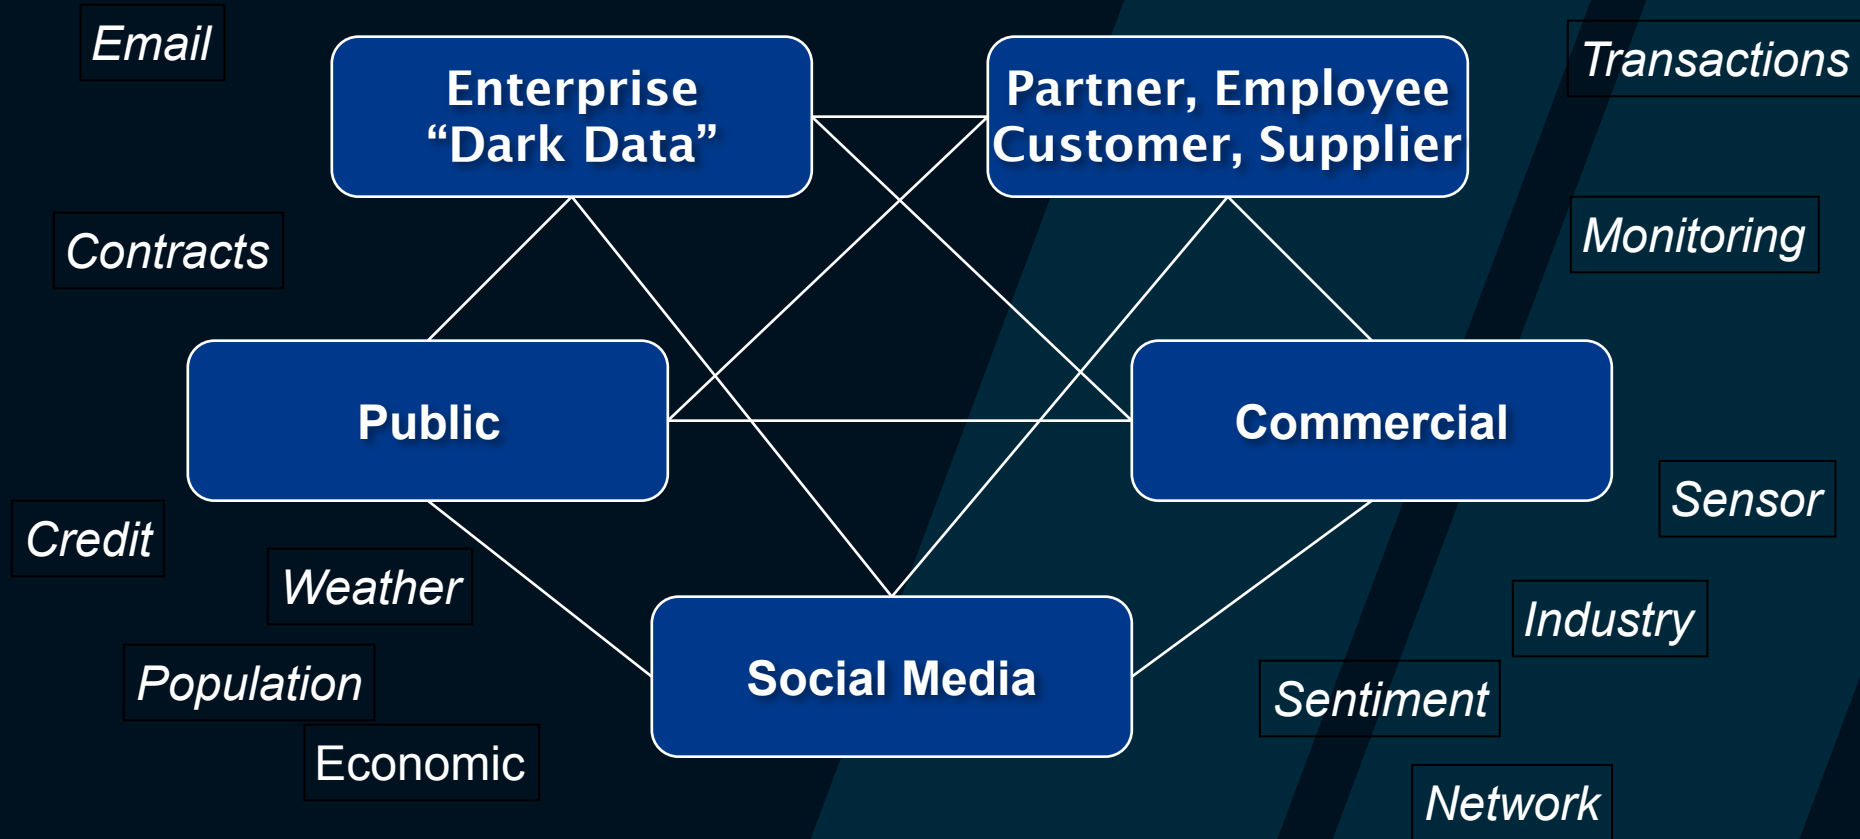 Email
Enterprise
“Dark Data”
Partner, Employee
Customer, Supplier
Transactions
Contracts
Monitoring
Public
Commercial
Credit
Sensor
Weather
Industry
Population
Social Media
Sentiment
Economic
Network